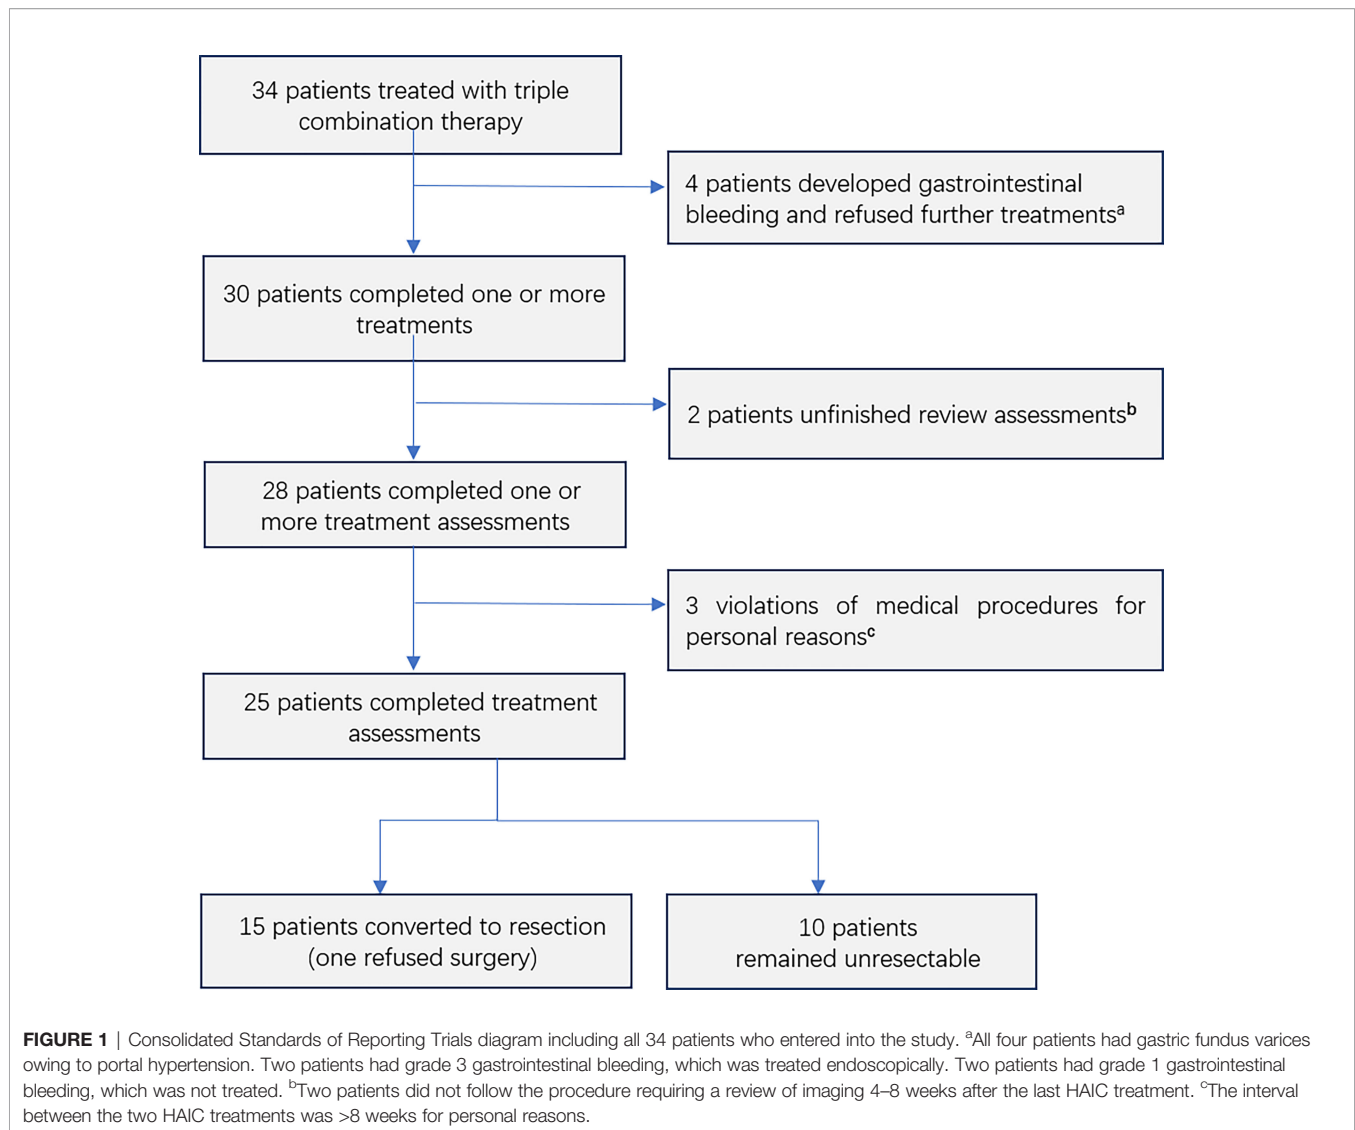 34 patients treated with triple
combination therapy
4 patients developed gastrointestinal
bleeding and refused further treatmentsᵃ
30 patients completed one or more
treatments
2 patients unfinished review assessmentsᵇ
28 patients completed one or
more treatment assessments
3 violations of medical procedures for
personal reasonsᶜ
25 patients completed treatment
assessments
15 patients converted to resection
(one refused surgery)
10 patients
remained unresectable
FIGURE 1 | Consolidated Standards of Reporting Trials diagram including all 34 patients who entered into the study. ᵃAll four patients had gastric fundus varices
owing to portal hypertension. Two patients had grade 3 gastrointestinal bleeding, which was treated endoscopically. Two patients had grade 1 gastrointestinal
bleeding, which was not treated. ᵇTwo patients did not follow the procedure requiring a review of imaging 4–8 weeks after the last HAIC treatment. ᶜThe interval
between the two HAIC treatments was >8 weeks for personal reasons.